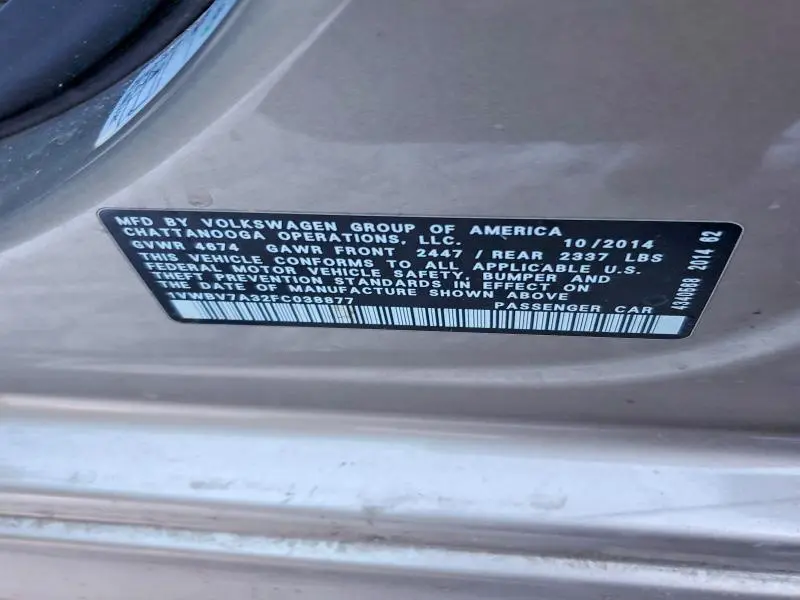 MFD BY VOLKSWAGEN GROUP OF AMERICA
CHATTANOOGA OPERATIONS, LLC. 10/2014
GVWR 4674 GAWR FRONT 2447 / REAR 2337 LBS
THIS VEHICLE CONFORMS TO ALL APPLICABLE U.S.
FEDERAL MOTOR VEHICLE SAFETY, BUMPER AND
THEFT PREVENTION STANDARDS IN EFFECT ON
THE DATE OF MANUFACTURE SHOWN ABOVE
1VWBV7A32FC038877 PASSENGER CAR
4340568 2014 62